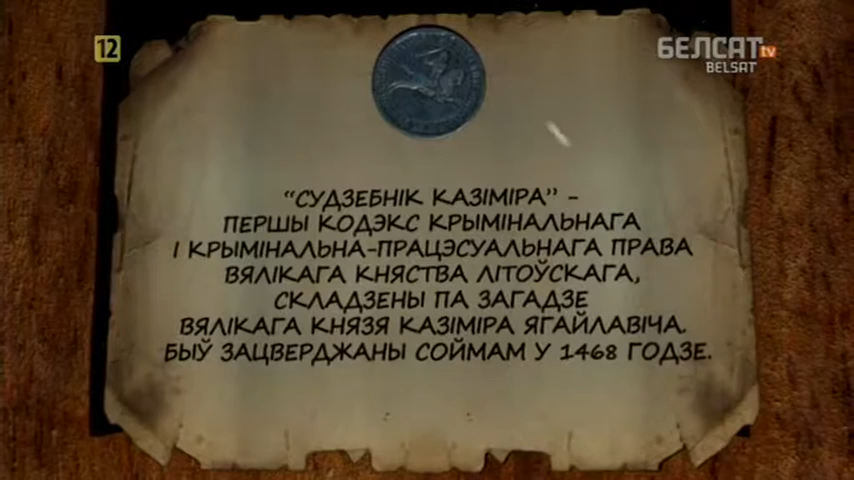 12
БЕЛСАТ tv
BELSAT
“СУДЗЕБНІК КАЗІМІРА” –
ПЕРШЫ КОДЭКС КРЫМІНАЛЬНАГА
І КРЫМІНАЛЬНА-ПРАЦЭСУАЛЬНАГА ПРАВА
ВЯЛІКАГА КНЯСТВА ЛІТОЎСКАГА,
СКЛАДЗЕНЫ ПА ЗАГАДЗЕ
ВЯЛІКАГА КНЯЗЯ КАЗІМІРА ЯГАЙЛАВІЧА.
БЫЎ ЗАЦВЕРДЖАНЫ СОЙМАМ У 1468 ГОДЗЕ.